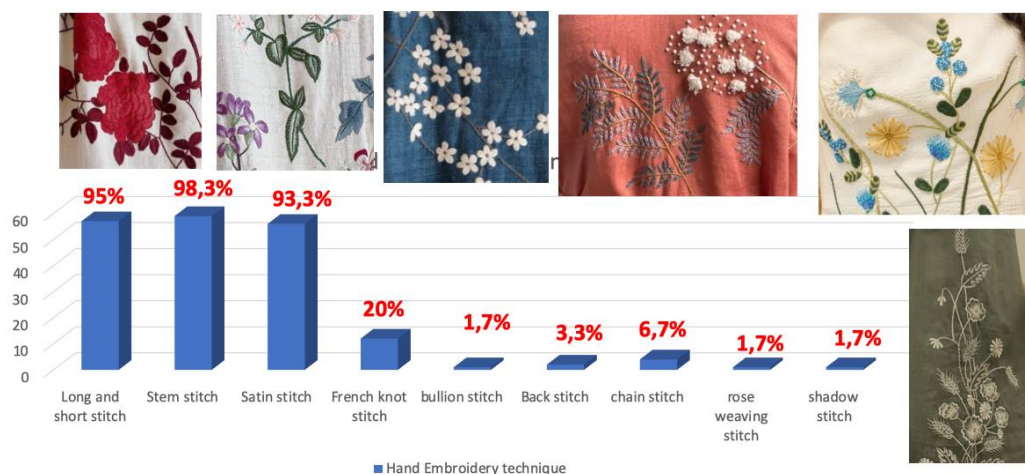 95%
98,3%
93,3%
20%
1,7%
3,3%
6,7%
1,7%
1,7%
60
50
40
30
20
10
0
Long and short stitch
Stem stitch
Satin stitch
French knot stitch
bullion stitch
Back stitch
chain stitch
rose weaving stitch
shadow stitch
Hand Embroidery technique